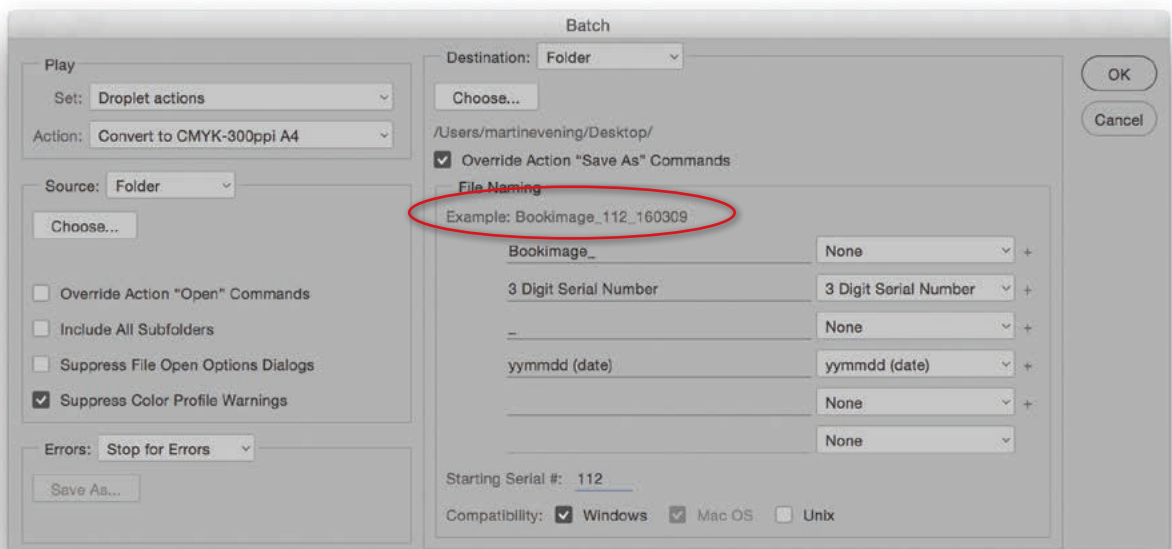 Batch
Play
Set: Droplet actions
Action: Convert to CMYK-300ppi A4
Source: Folder
Choose...
Override Action "Open" Commands
Include All Subfolders
Suppress File Open Options Dialogs
Suppress Color Profile Warnings
Errors: Stop for Errors
Save As...
Destination: Folder
Choose...
/Users/martinevening/Desktop/
Override Action "Save As" Commands
File Naming
Example: Bookimage_112_160309
Bookimage_ None +
3 Digit Serial Number 3 Digit Serial Number +
_ None +
yymmdd (date) yymmdd (date) +
None +
None
Starting Serial #: 112
Compatibility: Windows Mac OS Unix
OK
Cancel